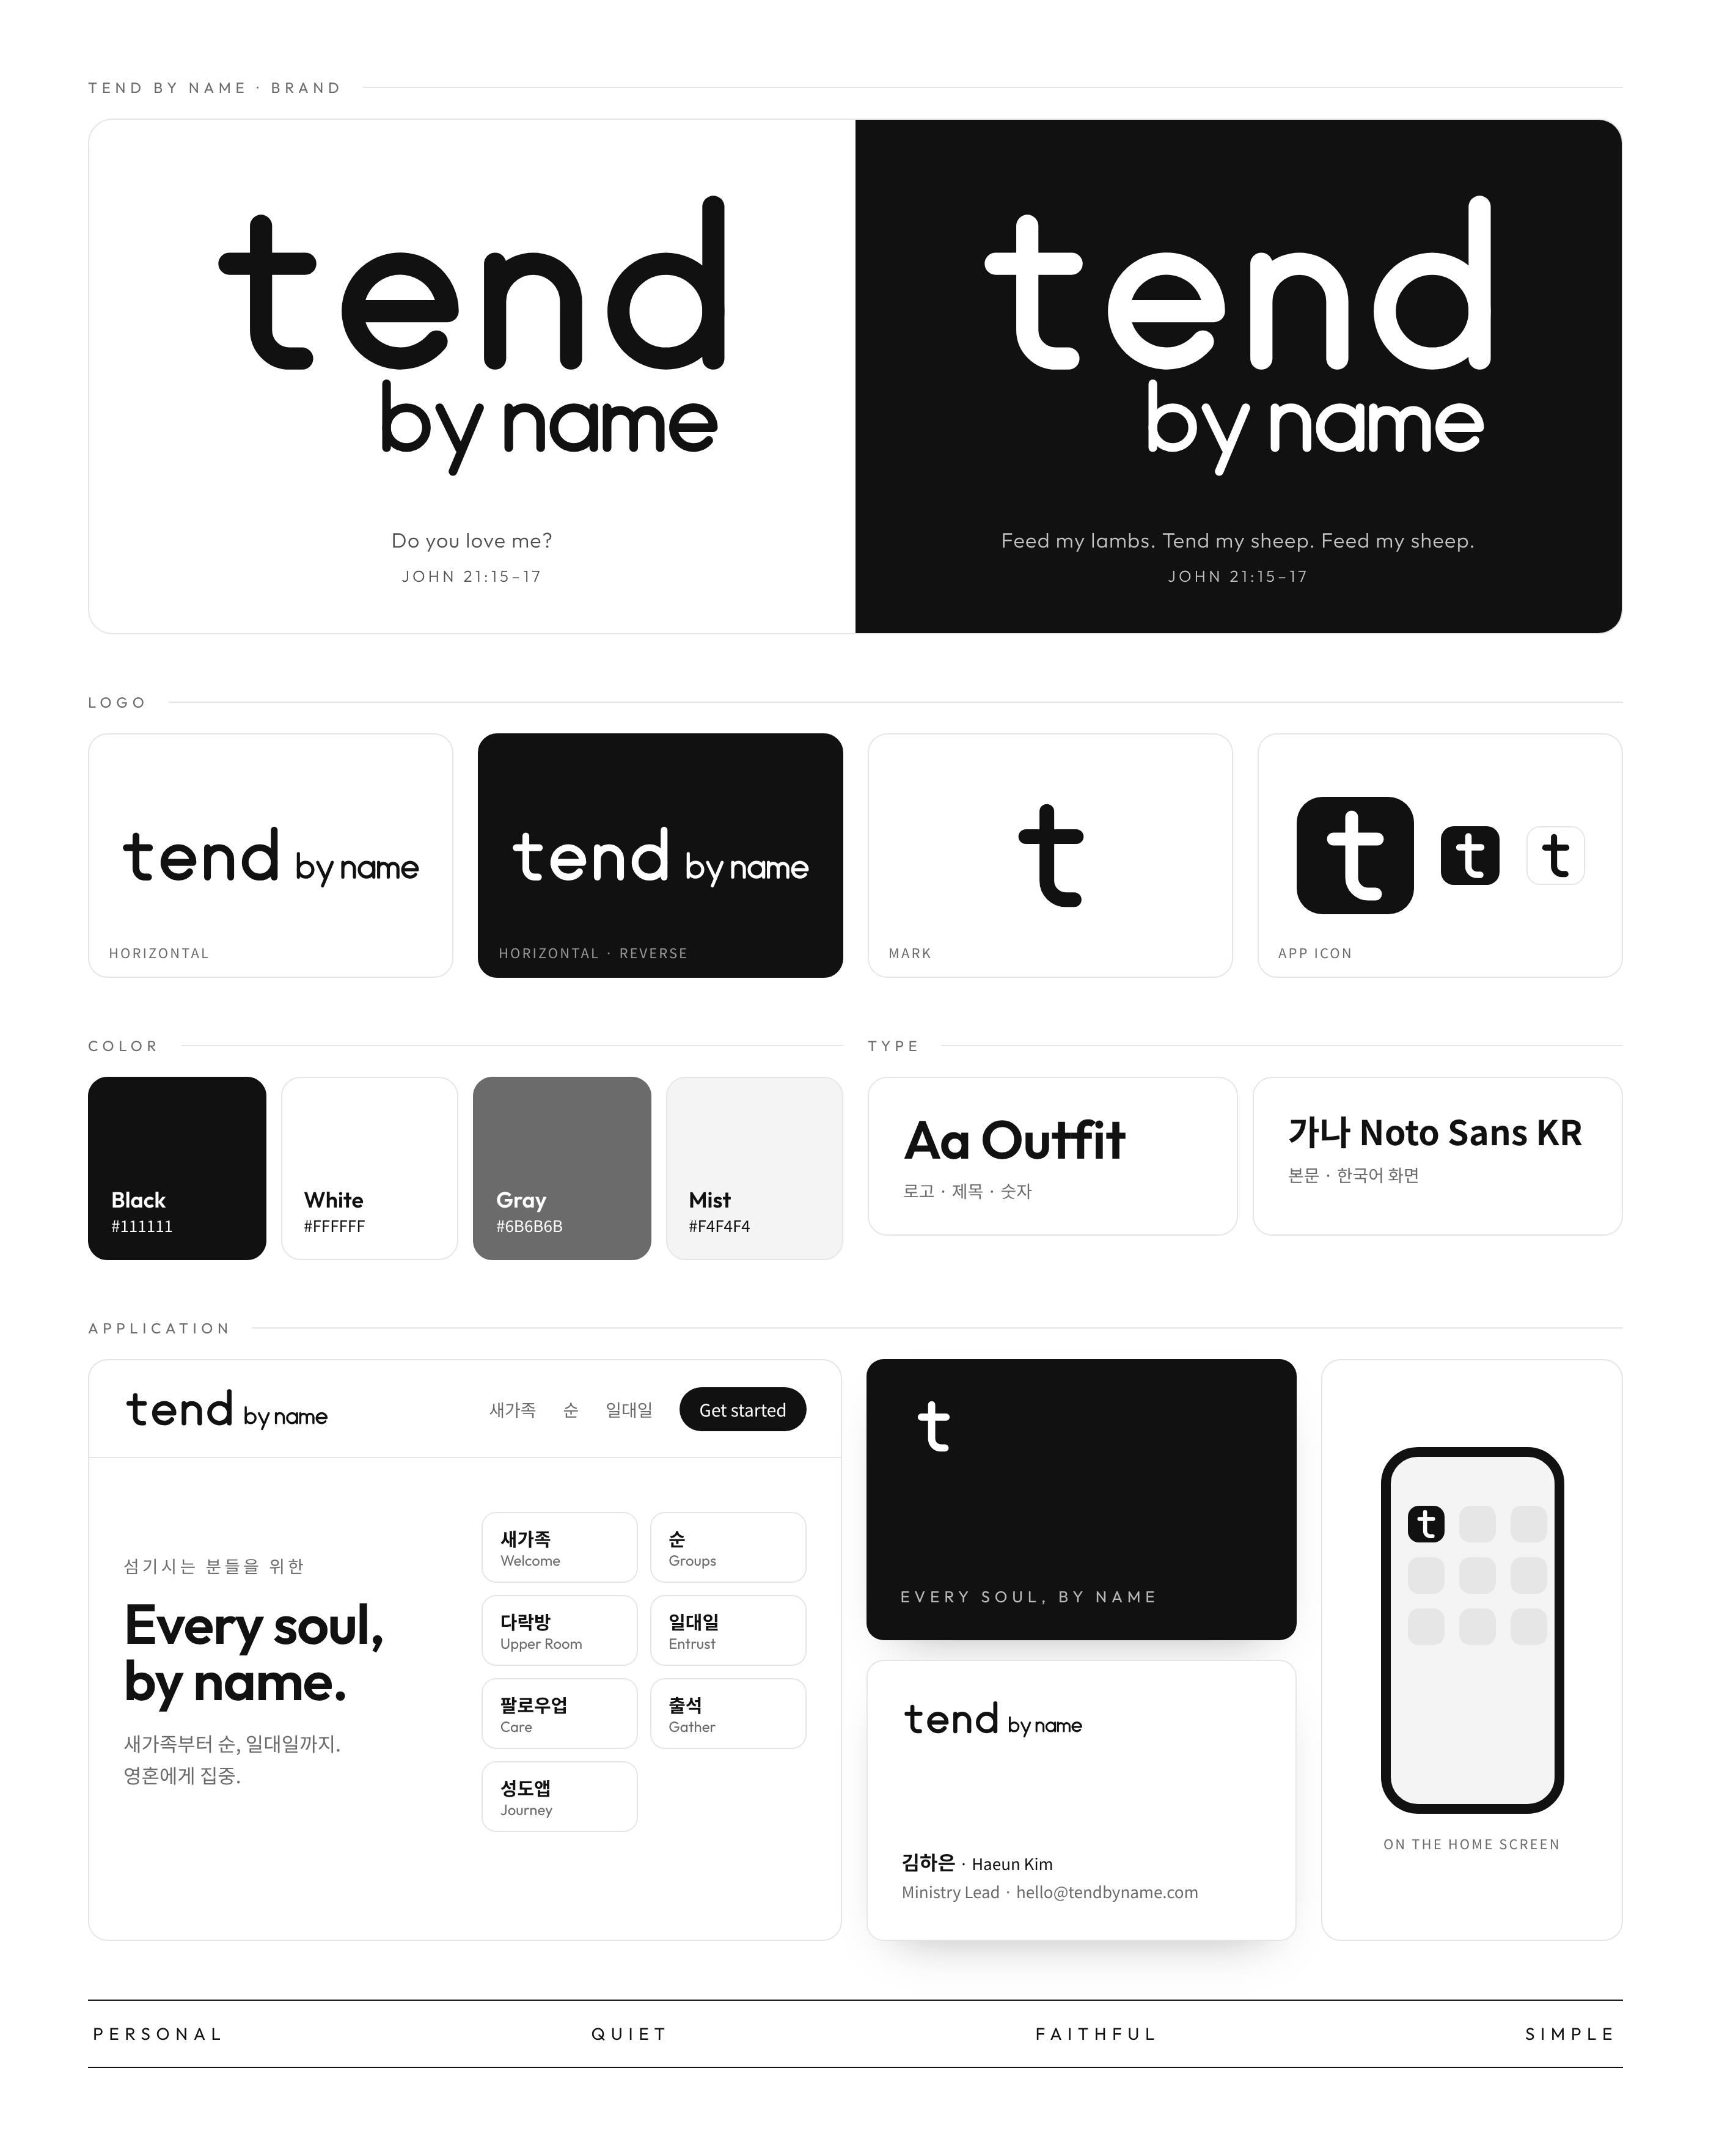 TEND BY NAME · BRAND
tend
by name
Do you love me?
JOHN 21:15–17
tend
by name
Feed my lambs. Tend my sheep. Feed my sheep.
JOHN 21:15–17
LOGO
tend by name
HORIZONTAL
tend by name
HORIZONTAL · REVERSE
t
MARK
t t t
APP ICON
COLOR
Black
#111111
White
#FFFFFF
Gray
#6B6B6B
Mist
#F4F4F4
TYPE
Aa Outfit
로고 · 제목 · 숫자
가나 Noto Sans KR
본문 · 한국어 화면
APPLICATION
tend by name 새가족 순 일대일 Get started
섬기시는 분들을 위한
Every soul,
by name.
새가족부터 순, 일대일까지.
영혼에게 집중.
새가족
Welcome
순
Groups
다락방
Upper Room
일대일
Entrust
팔로우업
Care
출석
Gather
성도앱
Journey
t
EVERY SOUL, BY NAME
tend by name
김하은 · Haeun Kim
Ministry Lead · hello@tendbyname.com
t
ON THE HOME SCREEN
PERSONAL QUIET FAITHFUL SIMPLE